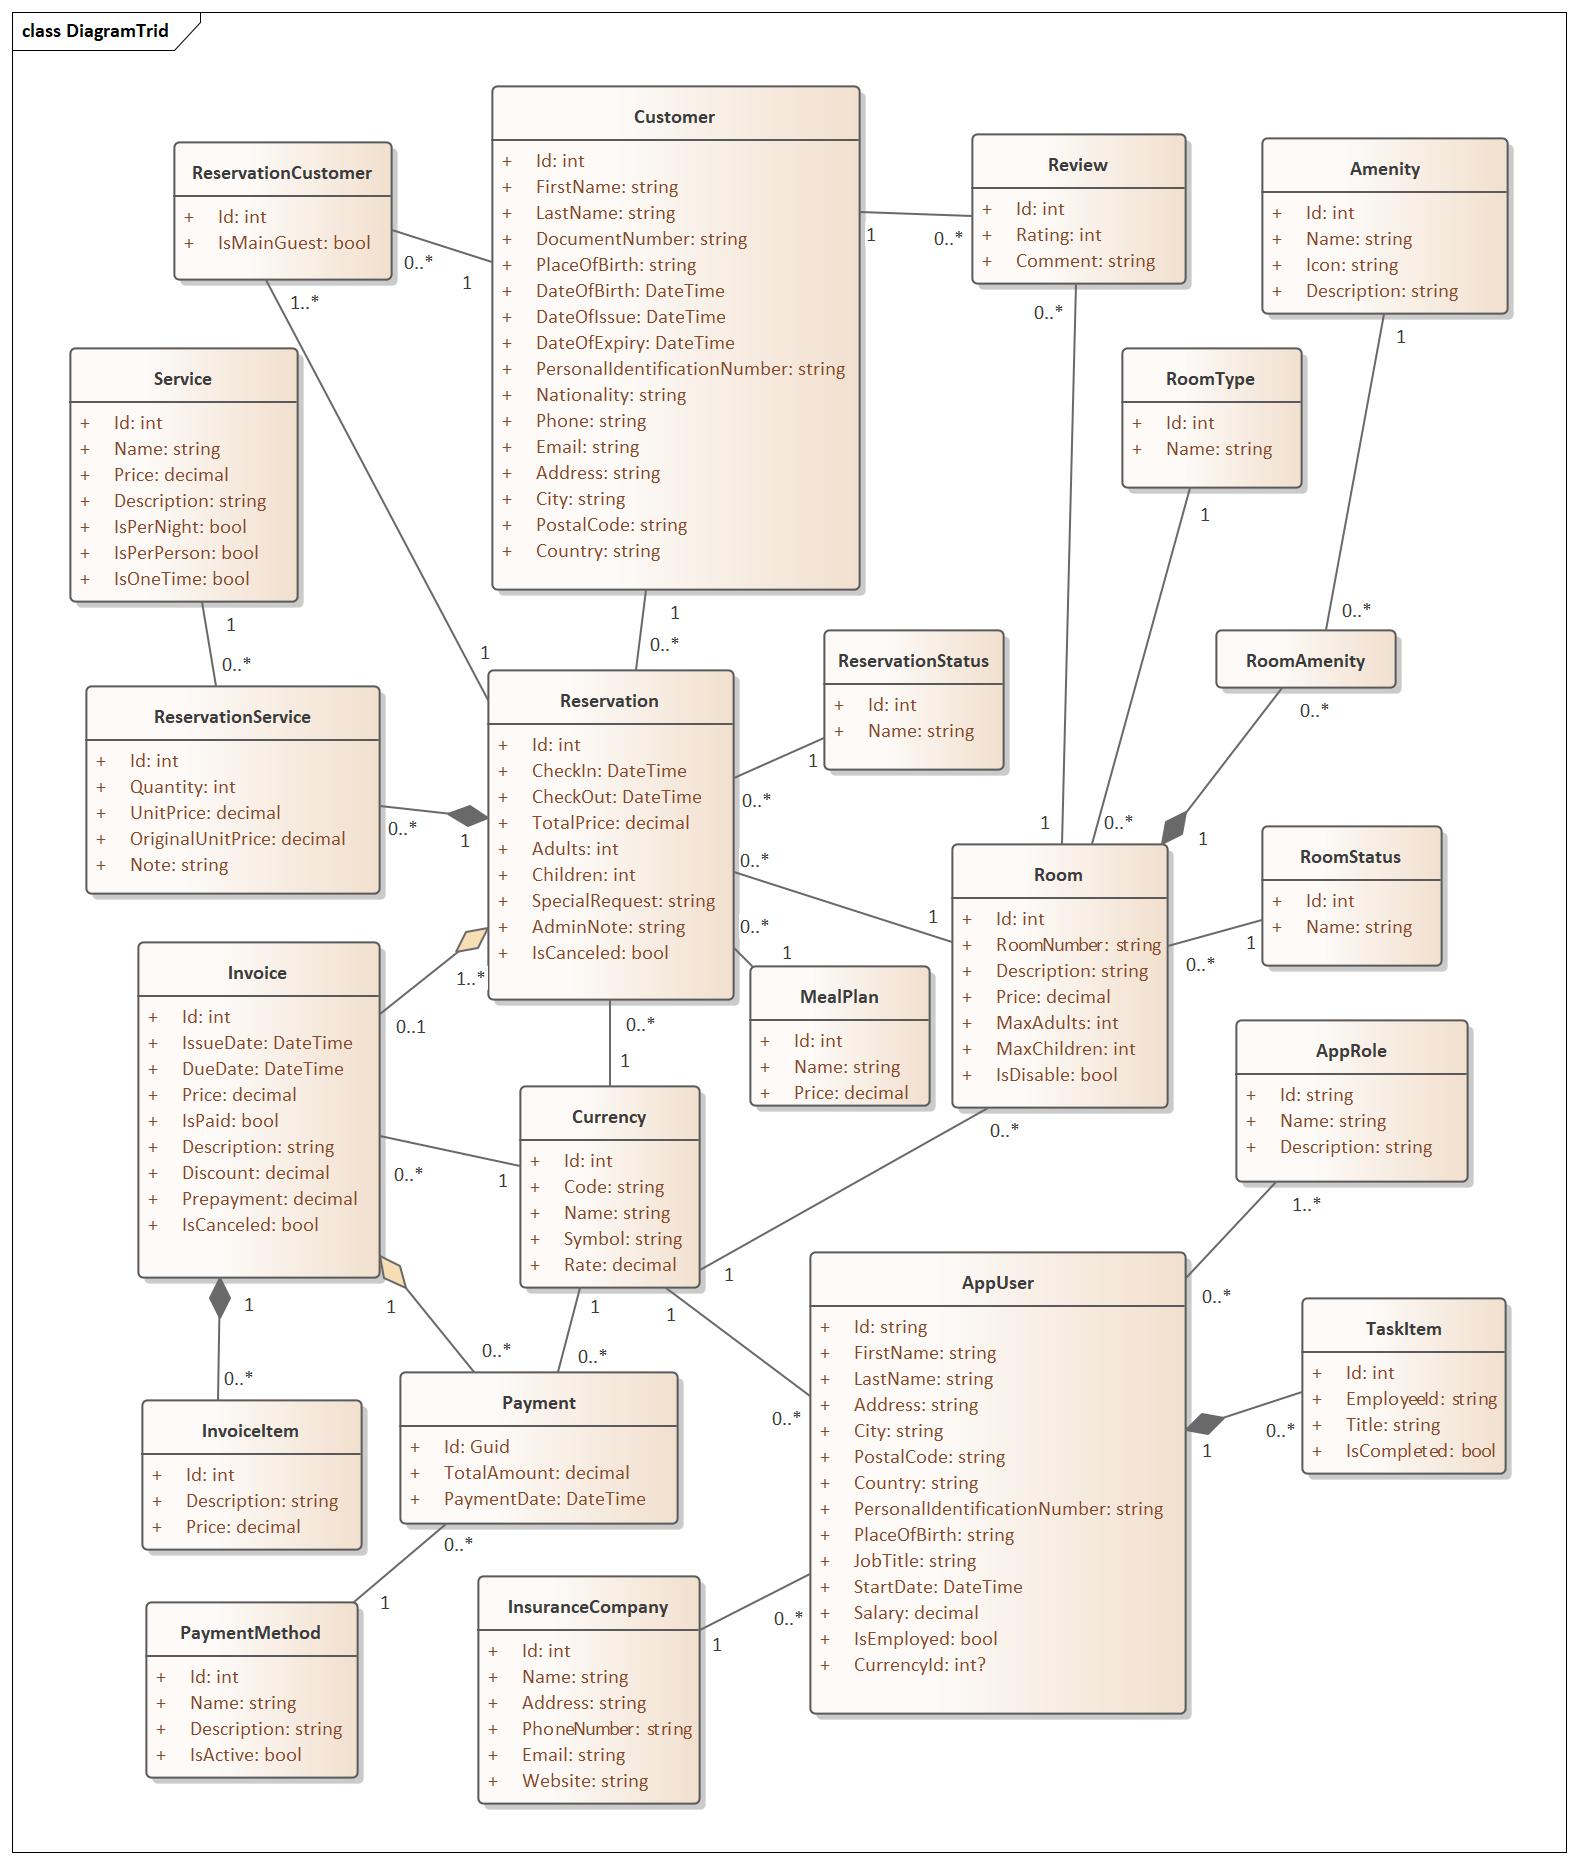 class DiagramTrid
Customer
+ Id: int
+ FirstName: string
+ LastName: string
+ DocumentNumber: string
+ PlaceOfBirth: string
+ DateOfBirth: DateTime
+ DateOfIssue: DateTime
+ DateOfExpiry: DateTime
+ PersonalIdentificationNumber: string
+ Nationality: string
+ Phone: string
+ Email: string
+ Address: string
+ City: string
+ PostalCode: string
+ Country: string
ReservationCustomer
+ Id: int
+ IsMainGuest: bool
0..*
1
1..*
1
Review
+ Id: int
+ Rating: int
+ Comment: string
1
0..*
0..*
1
Amenity
+ Id: int
+ Name: string
+ Icon: string
+ Description: string
1
0..*
RoomType
+ Id: int
+ Name: string
1
0..*
Service
+ Id: int
+ Name: string
+ Price: decimal
+ Description: string
+ IsPerNight: bool
+ IsPerPerson: bool
+ IsOneTime: bool
1
0..*
1
0..*
ReservationStatus
+ Id: int
+ Name: string
1
0..*
RoomAmenity
0..*
1
ReservationService
+ Id: int
+ Quantity: int
+ UnitPrice: decimal
+ OriginalUnitPrice: decimal
+ Note: string
0..*
1
Reservation
+ Id: int
+ CheckIn: DateTime
+ CheckOut: DateTime
+ TotalPrice: decimal
+ Adults: int
+ Children: int
+ SpecialRequest: string
+ AdminNote: string
+ IsCanceled: bool
0..*
1
0..*
1
Room
+ Id: int
+ RoomNumber: string
+ Description: string
+ Price: decimal
+ MaxAdults: int
+ MaxChildren: int
+ IsDisable: bool
RoomStatus
+ Id: int
+ Name: string
1
0..*
Invoice
+ Id: int
+ IssueDate: DateTime
+ DueDate: DateTime
+ Price: decimal
+ IsPaid: bool
+ Description: string
+ Discount: decimal
+ Prepayment: decimal
+ IsCanceled: bool
1..*
0..1
0..*
1
MealPlan
+ Id: int
+ Name: string
+ Price: decimal
Currency
+ Id: int
+ Code: string
+ Name: string
+ Symbol: string
+ Rate: decimal
0..*
1
0..*
1
AppRole
+ Id: string
+ Name: string
+ Description: string
1..*
0..*
1
0..*
1
0..*
1
0..*
1
0..*
AppUser
+ Id: string
+ FirstName: string
+ LastName: string
+ Address: string
+ City: string
+ PostalCode: string
+ Country: string
+ PersonalIdentificationNumber: string
+ PlaceOfBirth: string
+ JobTitle: string
+ StartDate: DateTime
+ Salary: decimal
+ IsEmployed: bool
+ CurrencyId: int?
TaskItem
+ Id: int
+ EmployeeId: string
+ Title: string
+ IsCompleted: bool
0..*
1
InvoiceItem
+ Id: int
+ Description: string
+ Price: decimal
Payment
+ Id: Guid
+ TotalAmount: decimal
+ PaymentDate: DateTime
0..*
1
PaymentMethod
+ Id: int
+ Name: string
+ Description: string
+ IsActive: bool
InsuranceCompany
+ Id: int
+ Name: string
+ Address: string
+ PhoneNumber: string
+ Email: string
+ Website: string
0..*
1